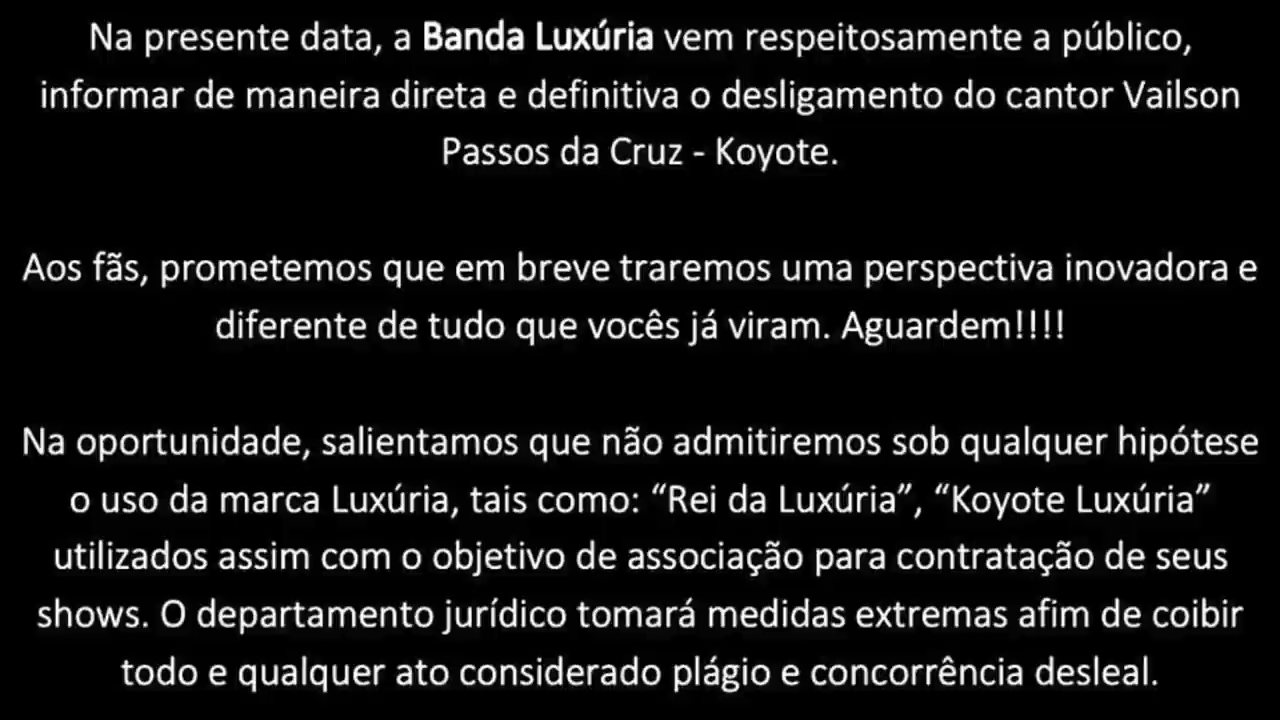 Na presente data, a Banda Luxúria vem respeitosamente a público,
informar de maneira direta e definitiva o desligamento do cantor Vailson
Passos da Cruz - Koyote.
Aos fãs, prometemos que em breve traremos uma perspectiva inovadora e
diferente de tudo que vocês já viram. Aguardem!!!!
Na oportunidade, salientamos que não admitiremos sob qualquer hipótese
o uso da marca Luxúria, tais como: “Rei da Luxúria”, “Koyote Luxúria”
utilizados assim com o objetivo de associação para contratação de seus
shows. O departamento jurídico tomará medidas extremas afim de coibir
todo e qualquer ato considerado plágio e concorrência desleal.